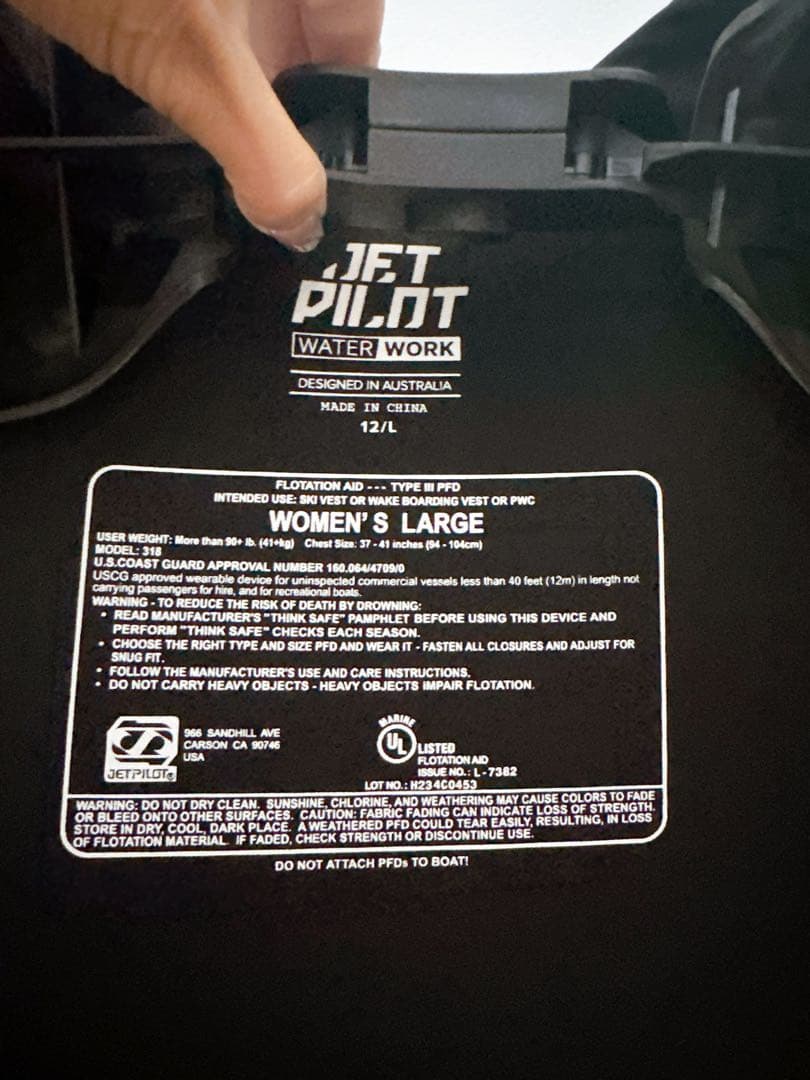 JET
PILOT
WATER WORK
DESIGNED IN AUSTRALIA
MADE IN CHINA
12/L
FLOTATION AID --- TYPE III PFD
INTENDED USE: SKI VEST OR WAKE BOARDING VEST OR PWC
WOMEN'S LARGE
USER WEIGHT: More than 90+ lb. (41+kg) Chest Size: 37 - 41 inches (94 - 104cm)
MODEL: 318
U.S.COAST GUARD APPROVAL NUMBER 160.064/4709/0
USCG approved wearable device for uninspected commercial vessels less than 40 feet (12m) in length not
carrying passengers for hire, and for recreational boats.
WARNING - TO REDUCE THE RISK OF DEATH BY DROWNING:
• READ MANUFACTURER'S "THINK SAFE" PAMPHLET BEFORE USING THIS DEVICE AND
PERFORM "THINK SAFE" CHECKS EACH SEASON.
• CHOOSE THE RIGHT TYPE AND SIZE PFD AND WEAR IT - FASTEN ALL CLOSURES AND ADJUST FOR
SNUG FIT.
• FOLLOW THE MANUFACTURER'S USE AND CARE INSTRUCTIONS.
• DO NOT CARRY HEAVY OBJECTS - HEAVY OBJECTS IMPAIR FLOTATION.
JETPILOT®
966 SANDHILL AVE
CARSON CA 90746
USA
MARINE
UL LISTED
FLOTATION AID
ISSUE NO.: L-7382
LOT NO.: H234C0453
WARNING: DO NOT DRY CLEAN. SUNSHINE, CHLORINE, AND WEATHERING MAY CAUSE COLORS TO FADE
OR BLEED ONTO OTHER SURFACES. CAUTION: FABRIC FADING CAN INDICATE LOSS OF STRENGTH.
STORE IN DRY, COOL, DARK PLACE. A WEATHERED PFD COULD TEAR EASILY, RESULTING, IN LOSS
OF FLOTATION MATERIAL. IF FADED, CHECK STRENGTH OR DISCONTINUE USE.
DO NOT ATTACH PFDs TO BOAT!